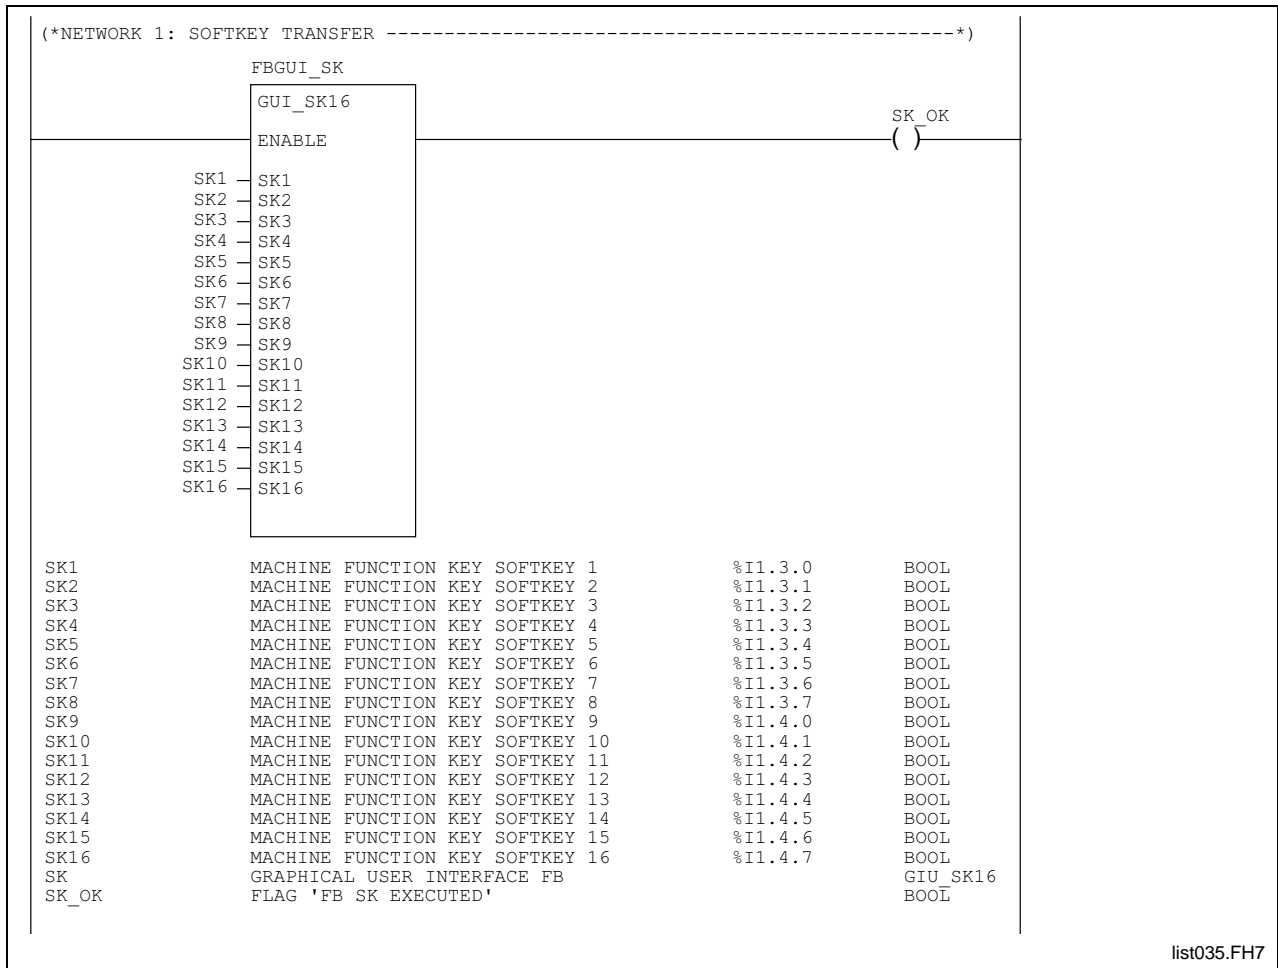 (*NETWORK 1: SOFTKEY TRANSFER -------------------------------------------------*)
FBGUI_SK
GUI_SK16
SK_OK
ENABLE
( )
SK1 SK1
SK2 SK2
SK3 SK3
SK4 SK4
SK5 SK5
SK6 SK6
SK7 SK7
SK8 SK8
SK9 SK9
SK10 SK10
SK11 SK11
SK12 SK12
SK13 SK13
SK14 SK14
SK15 SK15
SK16 SK16
SK1 MACHINE FUNCTION KEY SOFTKEY 1 %I1.3.0 BOOL
SK2 MACHINE FUNCTION KEY SOFTKEY 2 %I1.3.1 BOOL
SK3 MACHINE FUNCTION KEY SOFTKEY 3 %I1.3.2 BOOL
SK4 MACHINE FUNCTION KEY SOFTKEY 4 %I1.3.3 BOOL
SK5 MACHINE FUNCTION KEY SOFTKEY 5 %I1.3.4 BOOL
SK6 MACHINE FUNCTION KEY SOFTKEY 6 %I1.3.5 BOOL
SK7 MACHINE FUNCTION KEY SOFTKEY 7 %I1.3.6 BOOL
SK8 MACHINE FUNCTION KEY SOFTKEY 8 %I1.3.7 BOOL
SK9 MACHINE FUNCTION KEY SOFTKEY 9 %I1.4.0 BOOL
SK10 MACHINE FUNCTION KEY SOFTKEY 10 %I1.4.1 BOOL
SK11 MACHINE FUNCTION KEY SOFTKEY 11 %I1.4.2 BOOL
SK12 MACHINE FUNCTION KEY SOFTKEY 12 %I1.4.3 BOOL
SK13 MACHINE FUNCTION KEY SOFTKEY 13 %I1.4.4 BOOL
SK14 MACHINE FUNCTION KEY SOFTKEY 14 %I1.4.5 BOOL
SK15 MACHINE FUNCTION KEY SOFTKEY 15 %I1.4.6 BOOL
SK16 MACHINE FUNCTION KEY SOFTKEY 16 %I1.4.7 BOOL
SK GRAPHICAL USER INTERFACE FB GIU_SK16
SK_OK FLAG 'FB SK EXECUTED' BOOL
list035.FH7